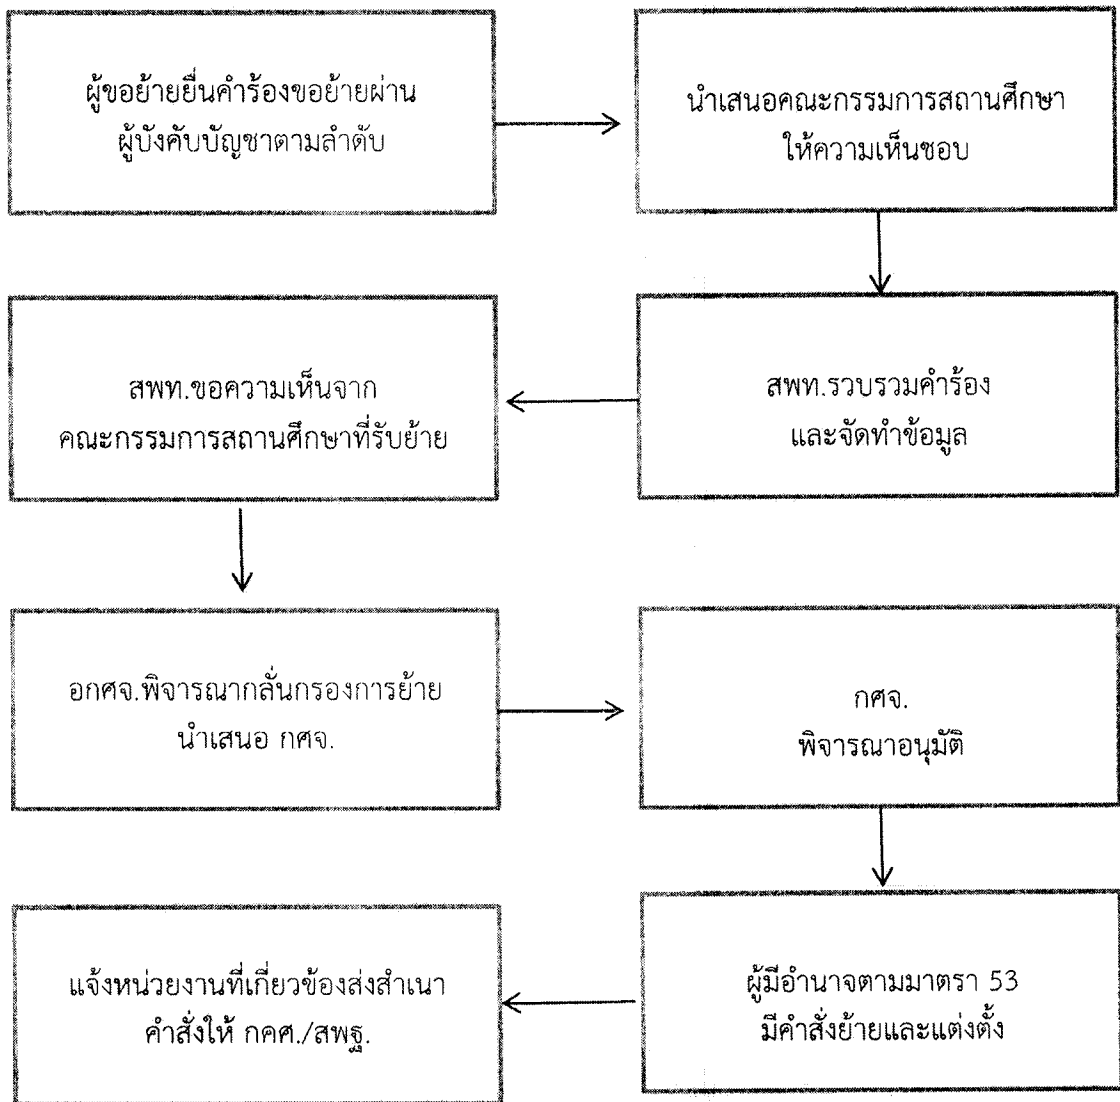 ผู้ขอย้ายยื่นคำร้องขอย้ายผ่าน
ผู้บังคับบัญชาตามลำดับ
นำเสนอคณะกรรมการสถานศึกษา
ให้ความเห็นชอบ
สพท.รวบรวมคำร้อง
และจัดทำข้อมูล
สพท.ขอความเห็นจาก
คณะกรรมการสถานศึกษาที่รับย้าย
อกศจ.พิจารณากลั่นกรองการย้าย
นำเสนอ กศจ.
กศจ.
พิจารณาอนุมัติ
ผู้มีอำนาจตามมาตรา 53
มีคำสั่งย้ายและแต่งตั้ง
แจ้งหน่วยงานที่เกี่ยวข้องส่งสำเนา
คำสั่งให้ กคศ./สพฐ.